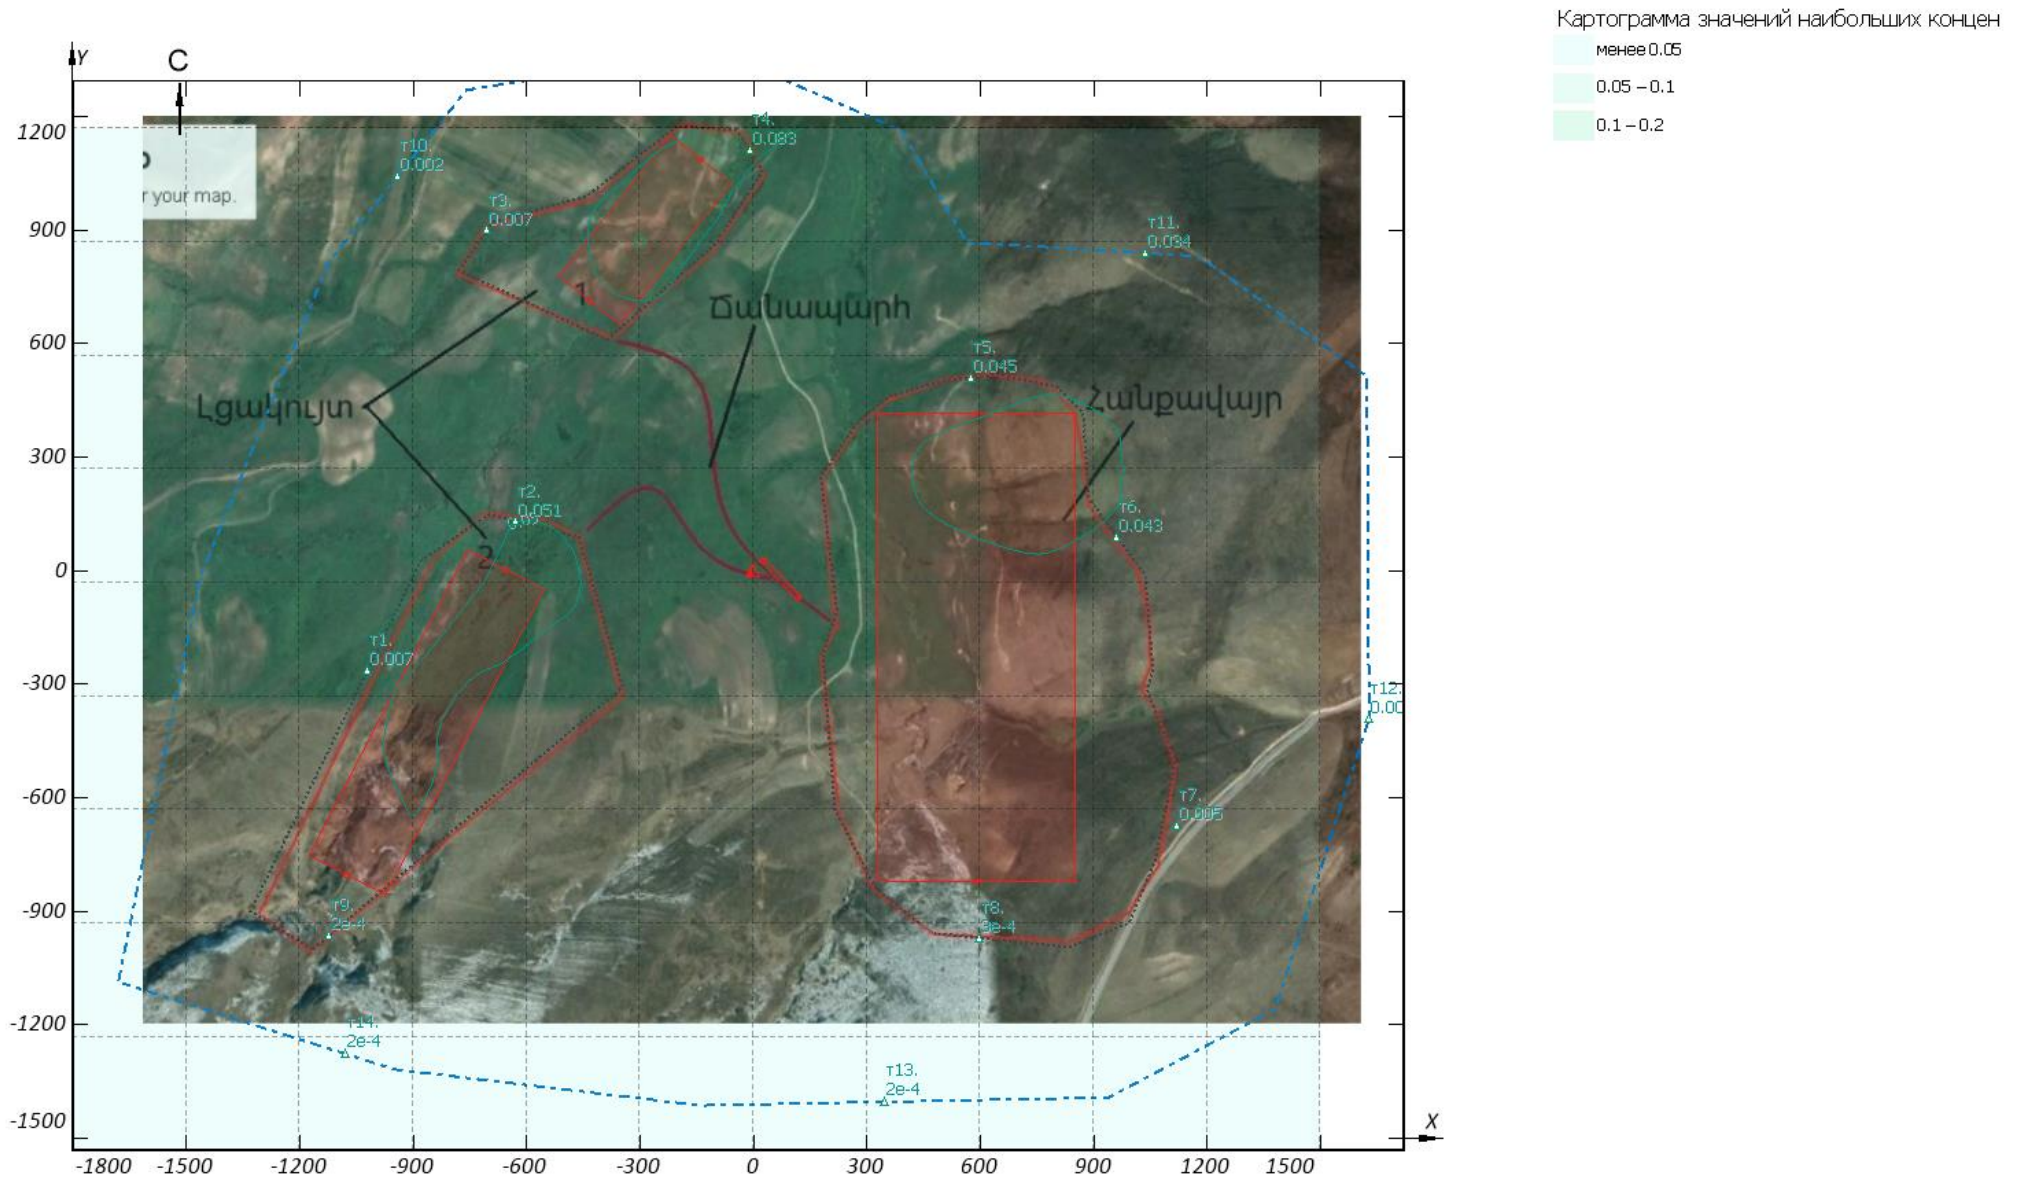 Картограмма значений наибольших концен
менее 0.05
0.05 – 0.1
0.1 – 0.2
Y
С
r your map.
т10.
0.002
т4.
0.083
т3.
0.007
т11.
0.034
1
Ճանապարհ
т5.
0.045
Լցակույտ
Հանքավայր
т2.
0.051
т6.
0.043
2
т1.
0.007
т12.
0.00
т7.
0.005
т9.
2e-4
т8.
3e-4
т14.
2e-4
т13.
2e-4
1200
900
600
300
0
-300
-600
-900
-1200
-1500
X
-1800 -1500 -1200 -900 -600 -300 0 300 600 900 1200 1500